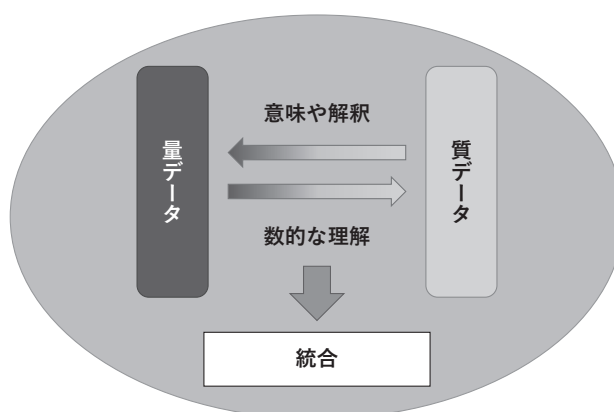 量データ
意味や解釈
質データ
数的な理解
統合